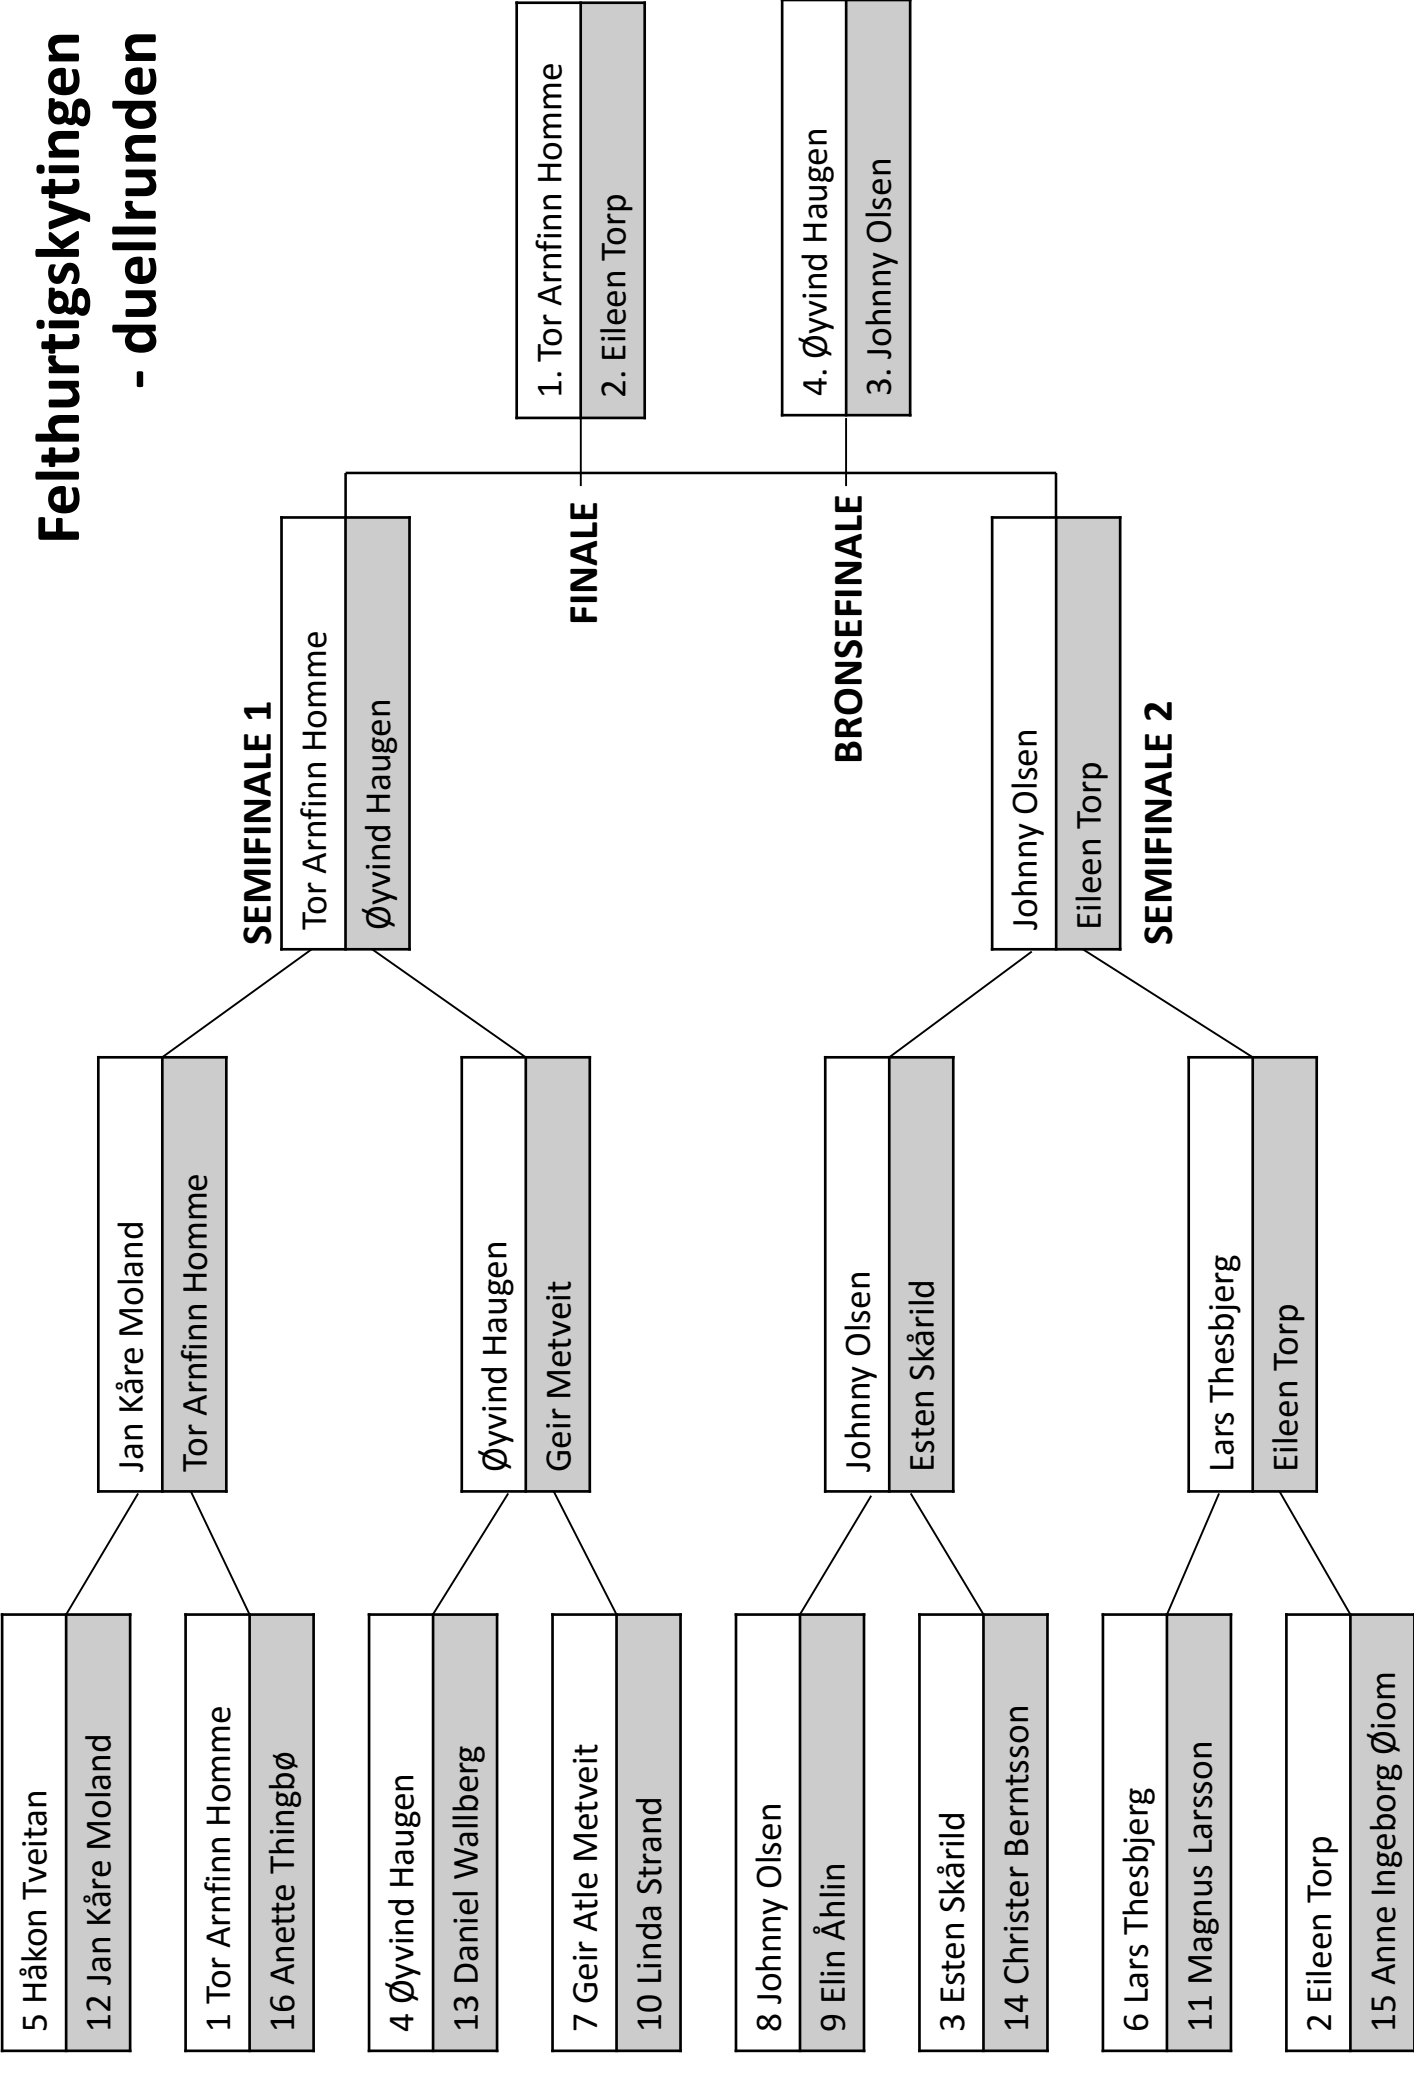 Felthurtigskytingen
- duellrunden
5 Håkon Tveitan
12 Jan Kåre Moland
1 Tor Arnfinn Homme
16 Anette Thingbø
4 Øyvind Haugen
13 Daniel Wallberg
7 Geir Atle Metveit
10 Linda Strand
8 Johnny Olsen
9 Elin Åhlin
3 Esten Skårild
14 Christer Berntsson
6 Lars Thesbjerg
11 Magnus Larsson
2 Eileen Torp
15 Anne Ingeborg Øiom
Jan Kåre Moland
Tor Arnfinn Homme
Øyvind Haugen
Geir Metveit
Johnny Olsen
Esten Skårild
Lars Thesbjerg
Eileen Torp
SEMIFINALE 1
Tor Arnfinn Homme
Øyvind Haugen
Johnny Olsen
Eileen Torp
SEMIFINALE 2
FINALE
1. Tor Arnfinn Homme
2. Eileen Torp
BRONSEFINALE
4. Øyvind Haugen
3. Johnny Olsen